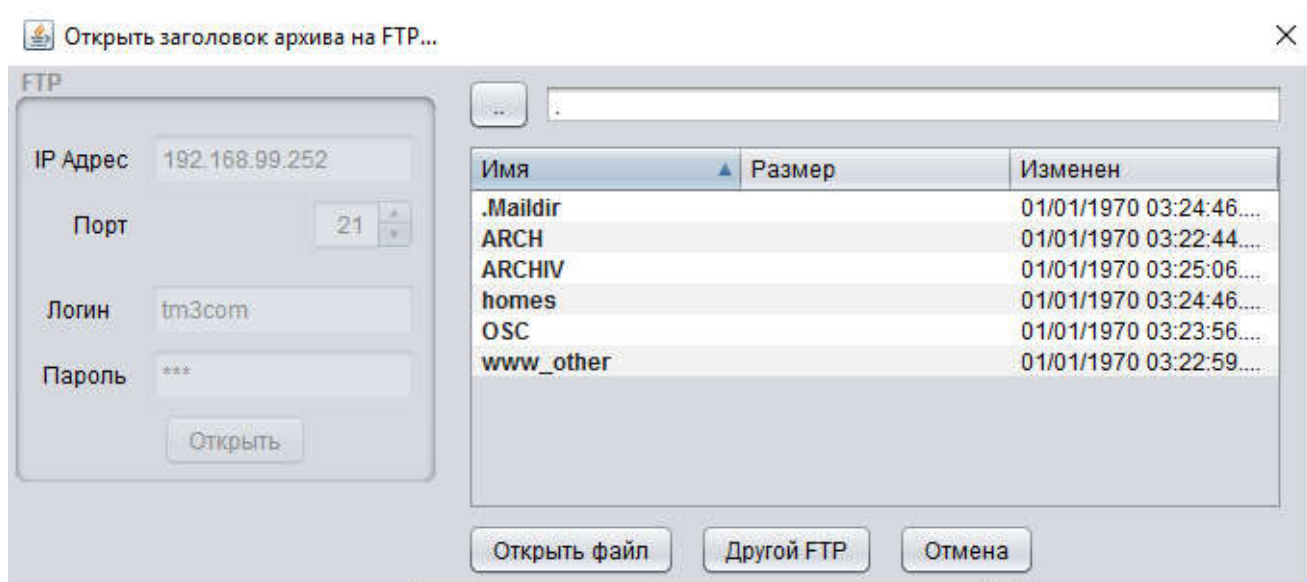 Открыть заголовок архива на FTP...
FTP
IP Адрес 192.168.99.252
Порт 21
Логин tm3com
Пароль ***
Открыть
.. .
Имя Размер Изменен
.Maildir 01/01/1970 03:24:46....
ARCH 01/01/1970 03:22:44....
ARCHIV 01/01/1970 03:25:06....
homes 01/01/1970 03:24:46....
OSC 01/01/1970 03:23:56....
www_other 01/01/1970 03:22:59....
Открыть файл Другой FTP Отмена